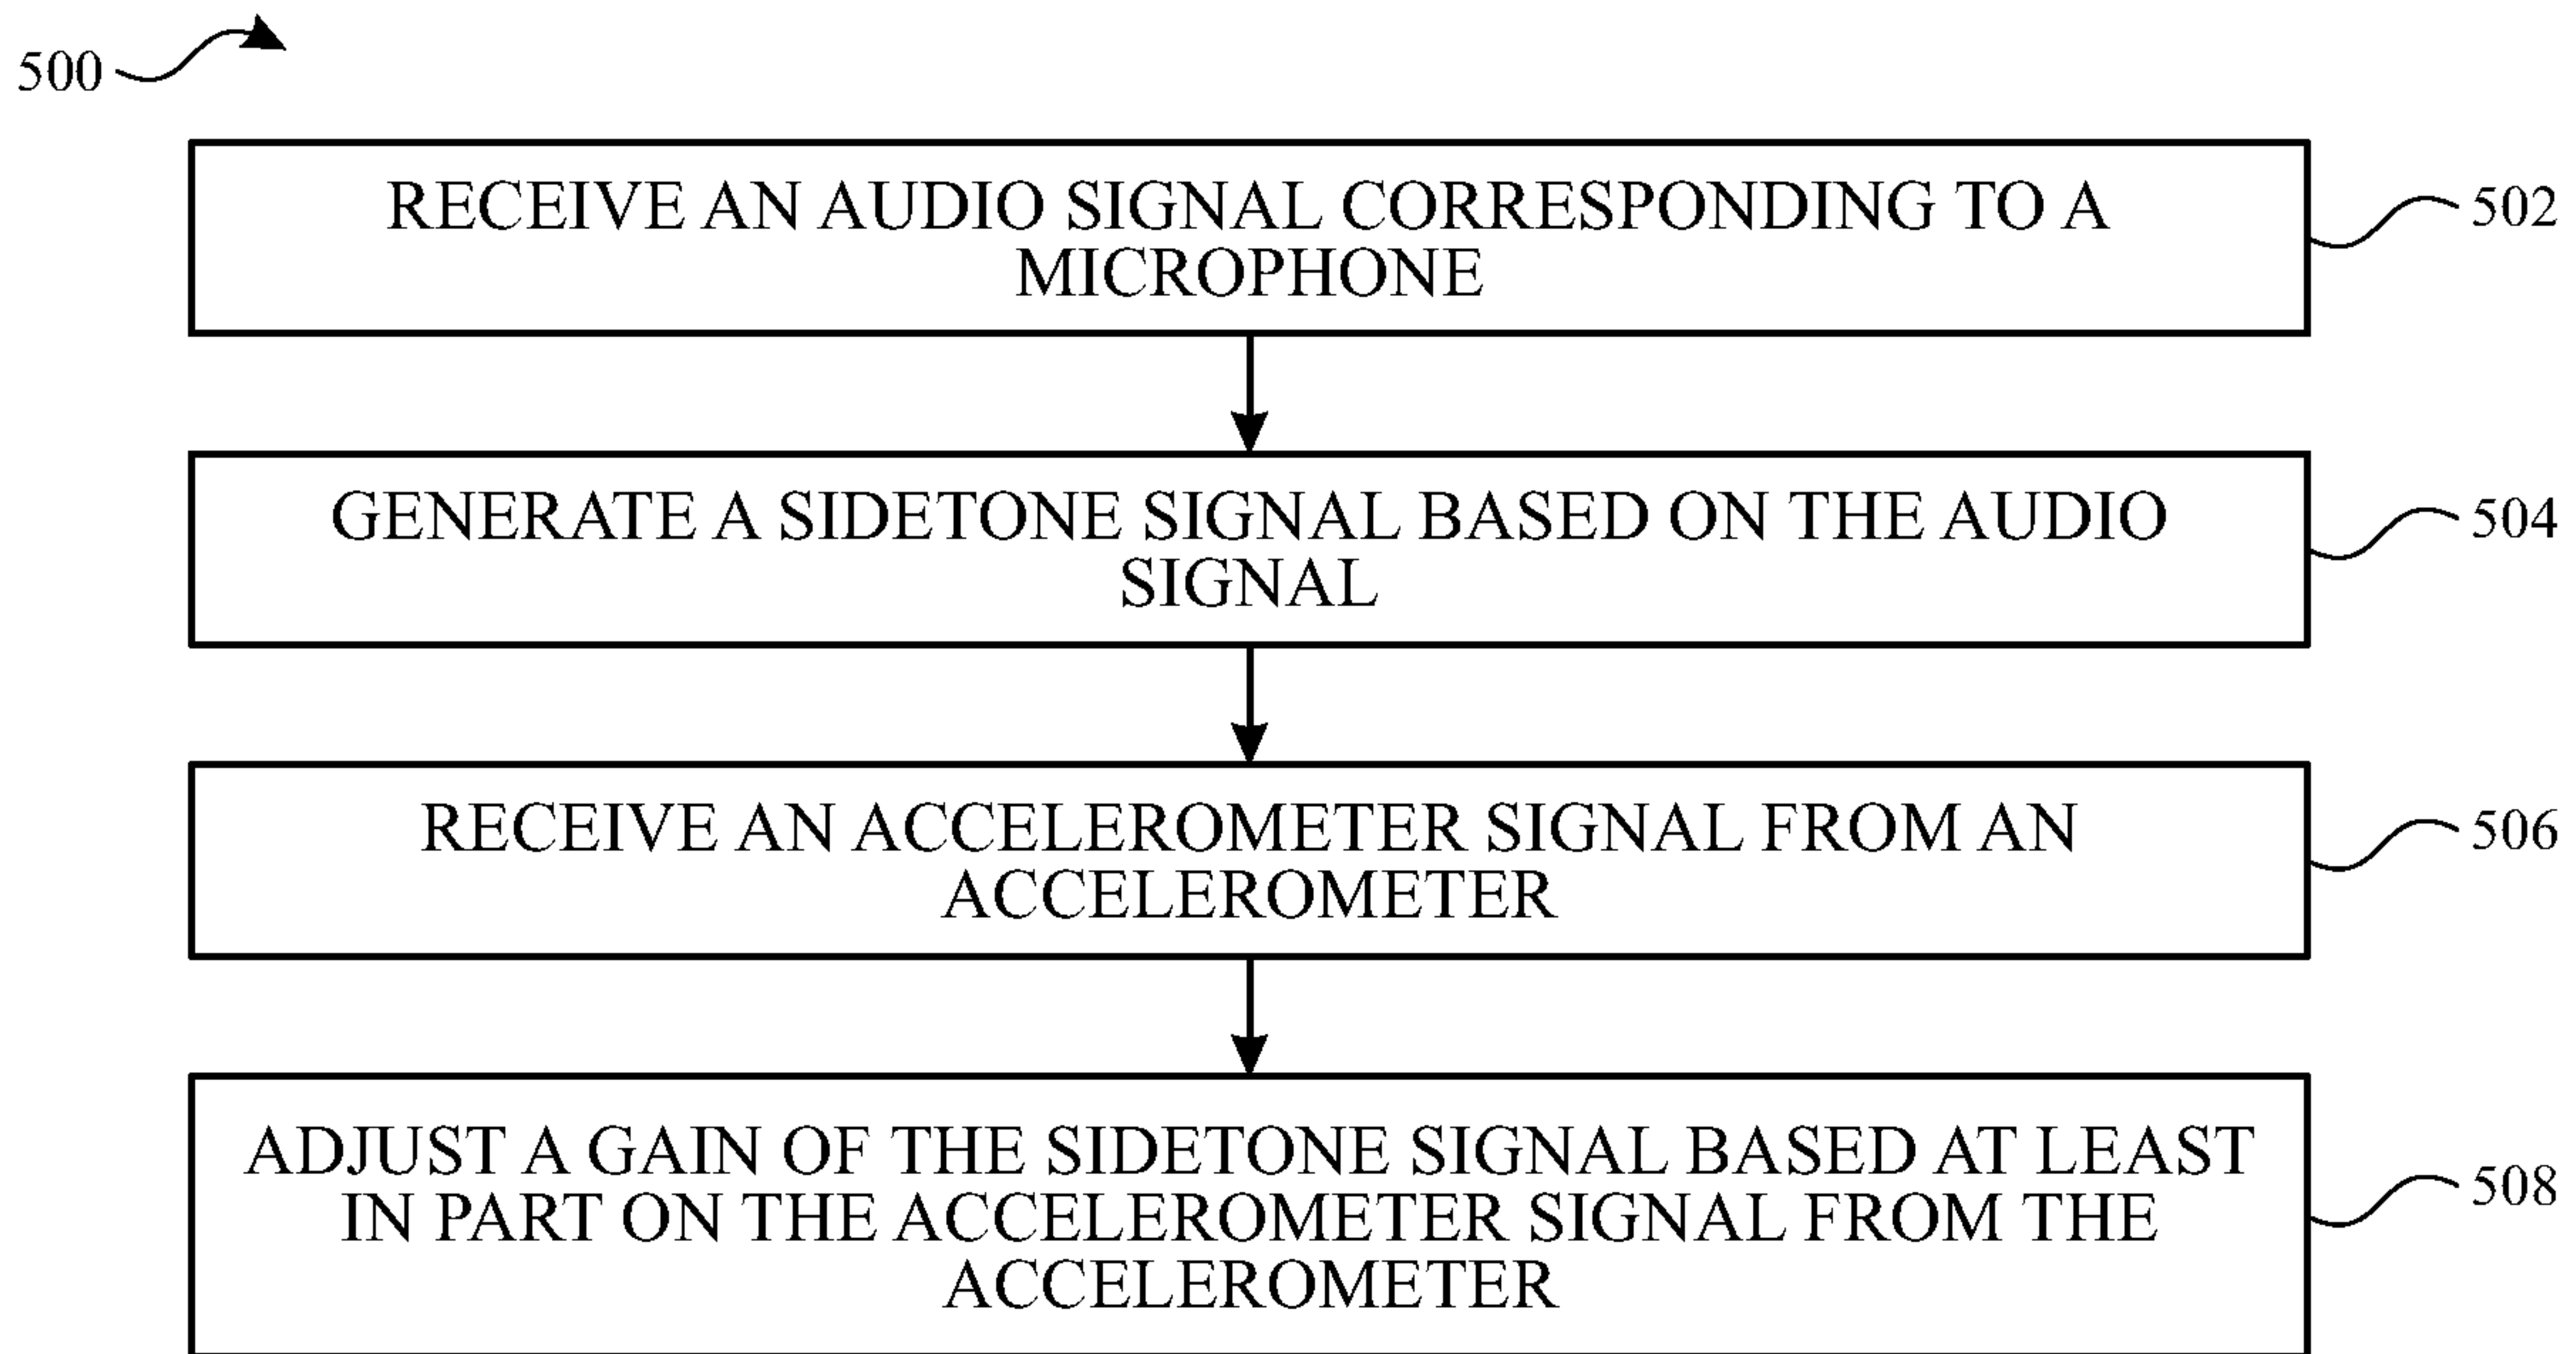 500
RECEIVE AN AUDIO SIGNAL CORRESPONDING TO A
MICROPHONE
502
GENERATE A SIDETONE SIGNAL BASED ON THE AUDIO
SIGNAL
504
RECEIVE AN ACCELEROMETER SIGNAL FROM AN
ACCELEROMETER
506
ADJUST A GAIN OF THE SIDETONE SIGNAL BASED AT LEAST
IN PART ON THE ACCELEROMETER SIGNAL FROM THE
ACCELEROMETER
508